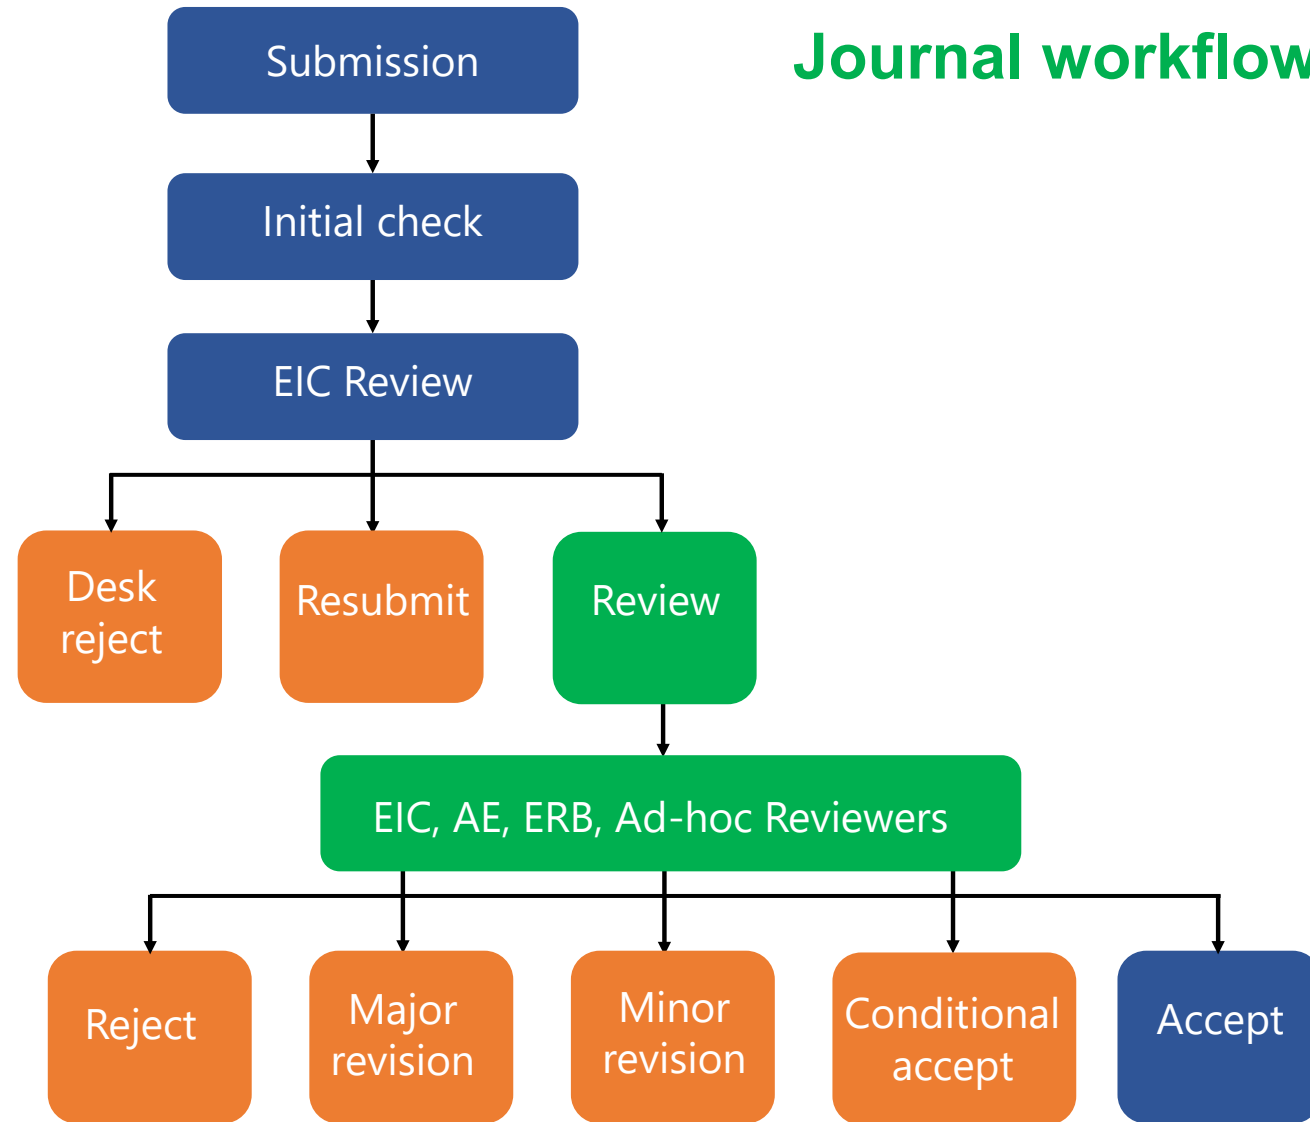 Journal workflow
Submission
Initial check
EIC Review
Desk
reject
Resubmit
Review
EIC, AE, ERB, Ad-hoc Reviewers
Reject
Major
revision
Minor
revision
Conditional
accept
Accept